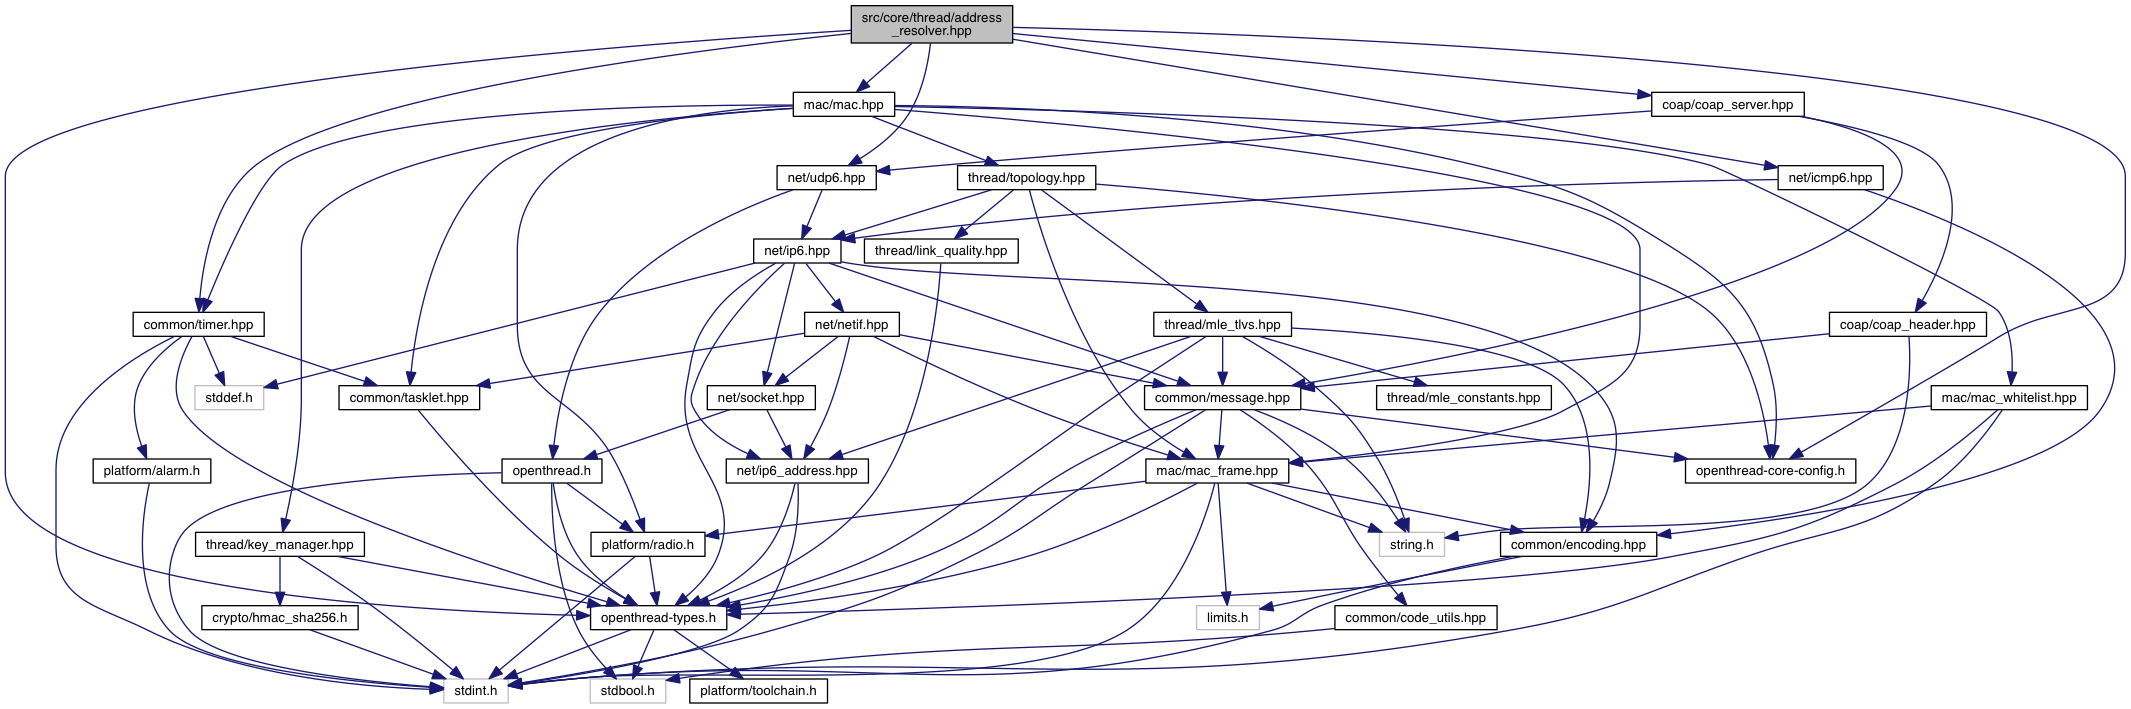 src/core/thread/address
_resolver.hpp
mac/mac.hpp
coap/coap_server.hpp
net/udp6.hpp
thread/topology.hpp
net/icmp6.hpp
net/ip6.hpp
thread/link_quality.hpp
common/timer.hpp
net/netif.hpp
thread/mle_tlvs.hpp
coap/coap_header.hpp
stddef.h
common/tasklet.hpp
net/socket.hpp
common/message.hpp
thread/mle_constants.hpp
mac/mac_whitelist.hpp
platform/alarm.h
openthread.h
net/ip6_address.hpp
mac/mac_frame.hpp
openthread-core-config.h
thread/key_manager.hpp
platform/radio.h
string.h
common/encoding.hpp
crypto/hmac_sha256.h
openthread-types.h
limits.h
common/code_utils.hpp
stdint.h
stdbool.h
platform/toolchain.h